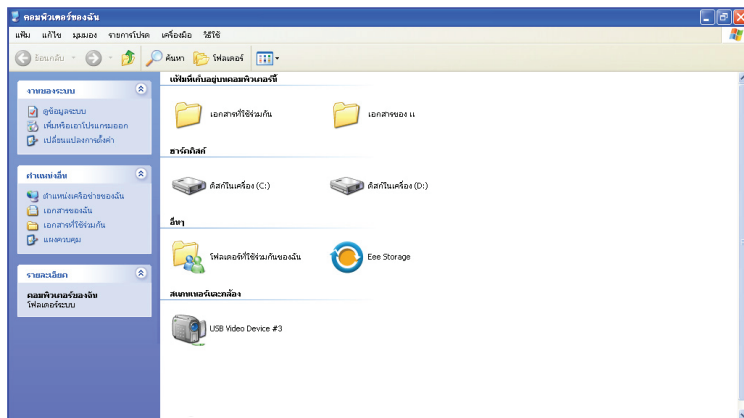 คอมพิวเตอร์ของฉัน
แฟ้ม แก้ไข มุมมอง รายการโปรด เครื่องมือ วิธีใช้
ย้อนกลับ ค้นหา โฟลเดอร์
งานของระบบ
ดูข้อมูลระบบ
เพิ่มหรือเอาโปรแกรมออก
เปลี่ยนแปลงการตั้งค่า
ตำแหน่งอื่น
ตำแหน่งเครือข่ายของฉัน
เอกสารของฉัน
เอกสารที่ใช้ร่วมกัน
แผงควบคุม
รายละเอียด
คอมพิวเตอร์ของฉัน
โฟลเดอร์ระบบ
แฟ้มที่เก็บอยู่บนคอมพิวเตอร์นี้
เอกสารที่ใช้ร่วมกัน เอกสารของ แ
ฮาร์ดดิสก์
ดิสก์ในเครื่อง (C:) ดิสก์ในเครื่อง (D:)
อื่นๆ
โฟลเดอร์ที่ใช้ร่วมกันของฉัน Eee Storage
สแกนเนอร์และกล้อง
USB Video Device #3